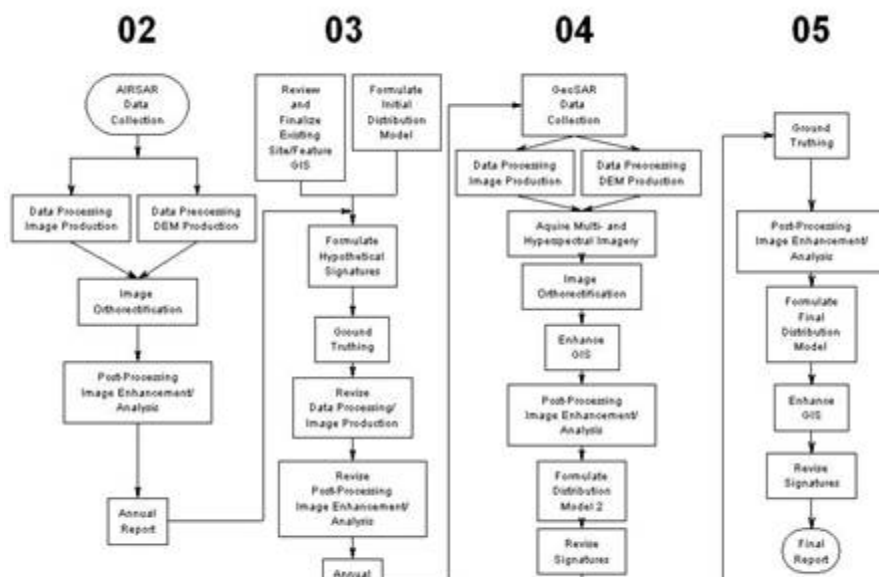 02
03
04
05
AIRSAR
Data
Collection
Data Processing
Image Production
Data Preocessing
DEM Production
Image
Orthorectification
Post-Processing
Image Enhancement/
Analysis
Annual
Report
Review
and
Finalize
Existing
Site/Feature
GIS
Formulate
Initial
Distribution
Model
Formulate
Hypothetical
Signatures
Ground
Truthing
Revise
Data Processing/
Image Production
Revise
Post-Processing
Image Enhancement/
Analysis
Annual
GeoSAR
Data
Collection
Data Processing
Image Production
Data Preocessing
DEM Production
Aquire Multi- and
Hyperspectral Imagery
Image
Orthorectification
Enhance
GIS
Post-Processing
Image Enhancement/
Analysis
Formulate
Distribution
Model 2
Revise
Signatures
Ground
Truthing
Post-Processing
Image Enhancement/
Analysis
Formulate
Final
Distribution
Model
Enhance
GIS
Revise
Signatures
Final
Report